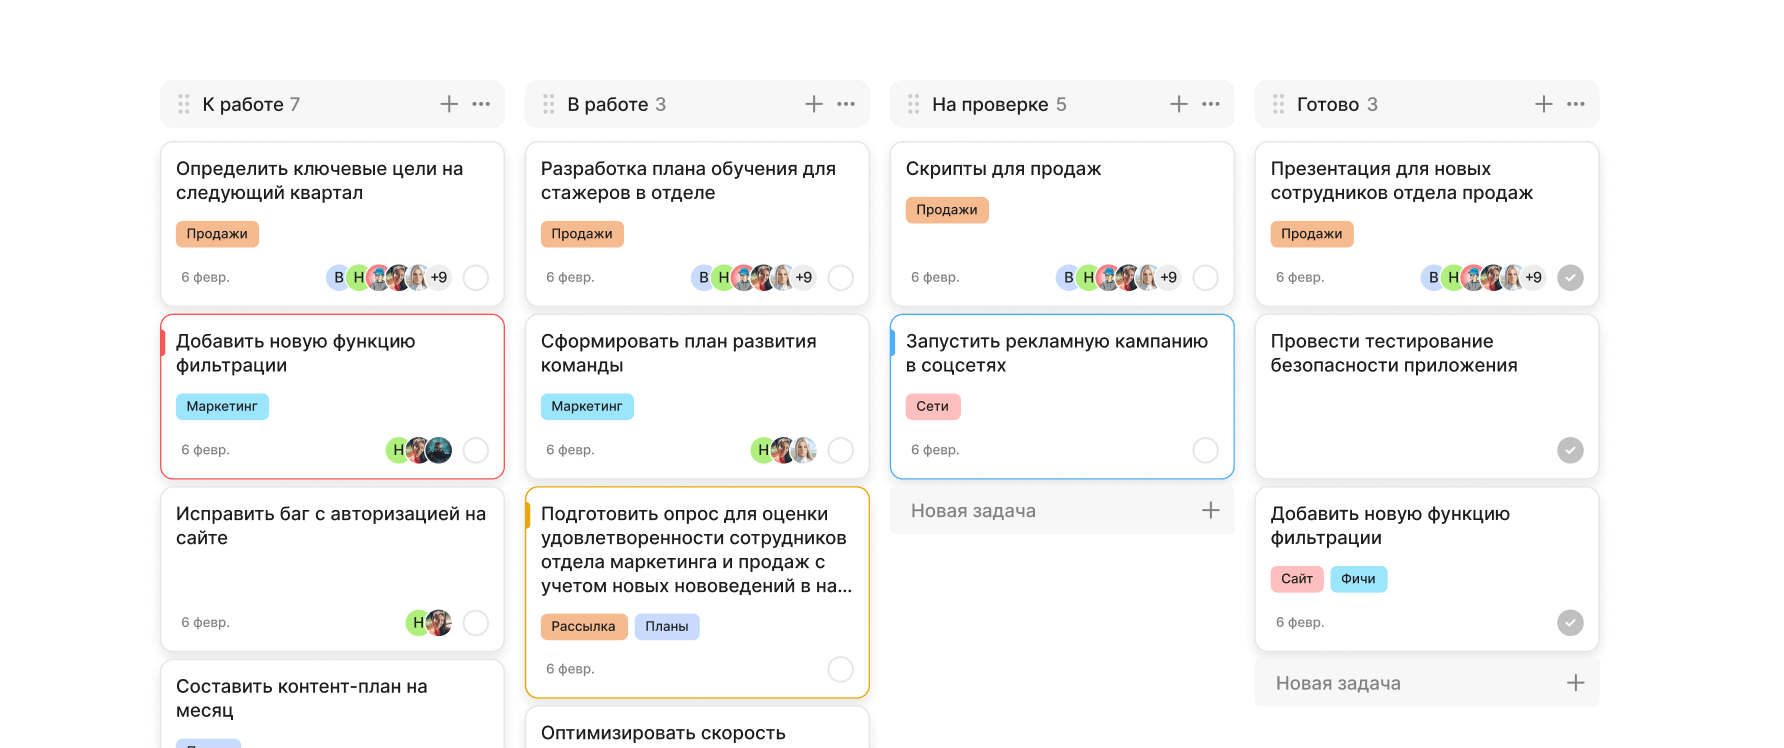 К работе 7
Определить ключевые цели на
следующий квартал
Продажи
6 февр.
В Н +9
Добавить новую функцию
фильтрации
Маркетинг
6 февр.
Н
Исправить баг с авторизацией на
сайте
6 февр.
Н
Составить контент-план на
месяц
В работе 3
Разработка плана обучения для
стажеров в отделе
Продажи
6 февр.
В Н +9
Сформировать план развития
команды
Маркетинг
6 февр.
Н
Подготовить опрос для оценки
удовлетворенности сотрудников
отдела маркетинга и продаж с
учетом новых нововедений в на...
Рассылка Планы
6 февр.
Оптимизировать скорость
На проверке 5
Скрипты для продаж
Продажи
6 февр.
В Н +9
Запустить рекламную кампанию
в соцсетях
Сети
6 февр.
Новая задача
Готово 3
Презентация для новых
сотрудников отдела продаж
Продажи
6 февр.
В Н +9
Провести тестирование
безопасности приложения
Добавить новую функцию
фильтрации
Сайт Фичи
6 февр.
Новая задача